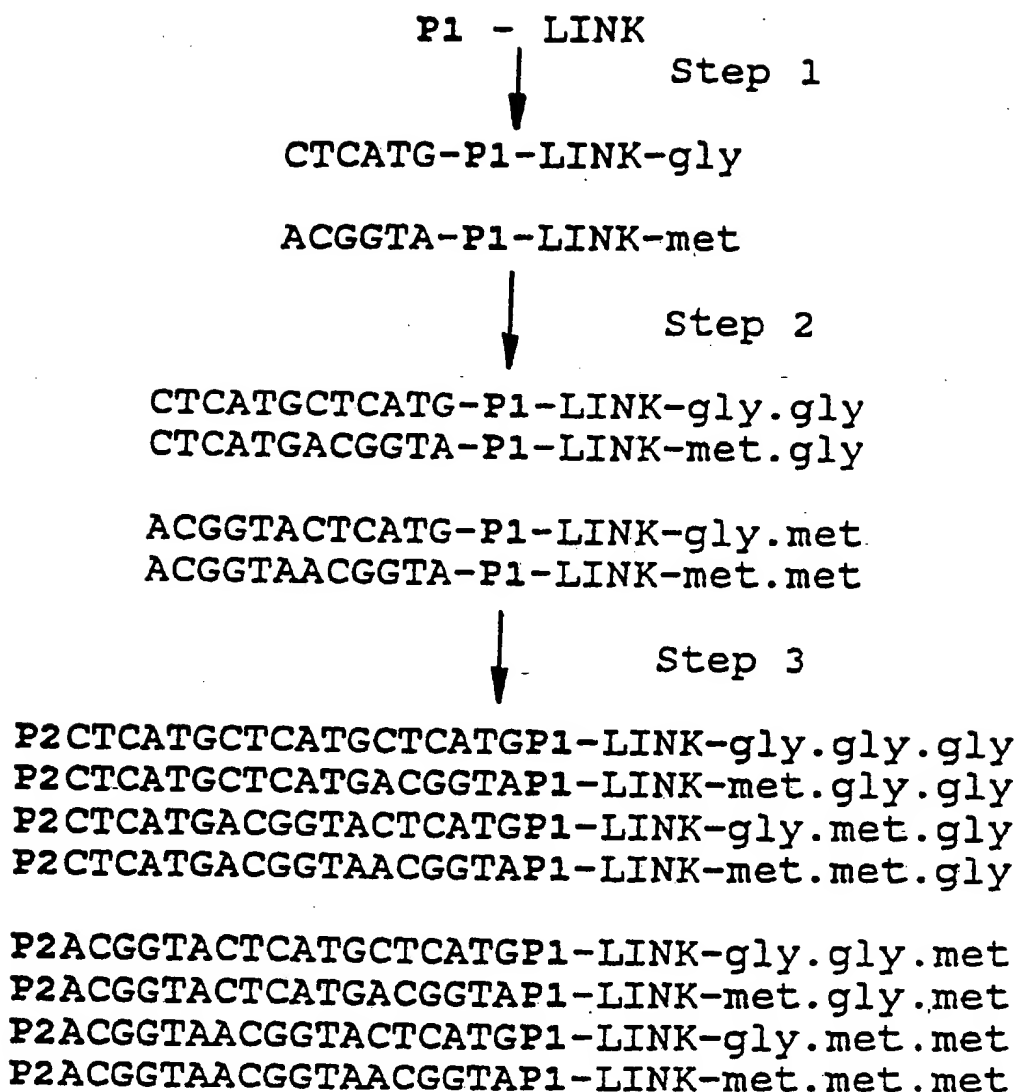 P1 - LINK
Step 1
CTCATG-P1-LINK-gly
ACGGTA-P1-LINK-met
Step 2
CTCATGCTCATG-P1-LINK-gly.gly
CTCATGACGGTA-P1-LINK-met.gly
ACGGTACTCATG-P1-LINK-gly.met
ACGGTAACGGTA-P1-LINK-met.met
Step 3
P2CTCATGCTCATGCTCATGP1-LINK-gly.gly.gly
P2CTCATGCTCATGACGGTAP1-LINK-met.gly.gly
P2CTCATGACGGTACTCATGP1-LINK-gly.met.gly
P2CTCATGACGGTAACGGTAP1-LINK-met.met.gly
P2ACGGTACTCATGCTCATGP1-LINK-gly.gly.met
P2ACGGTACTCATGACGGTAP1-LINK-met.gly.met
P2ACGGTAACGGTACTCATGP1-LINK-gly.met.met
P2ACGGTAACGGTAACGGTAP1-LINK-met.met.met